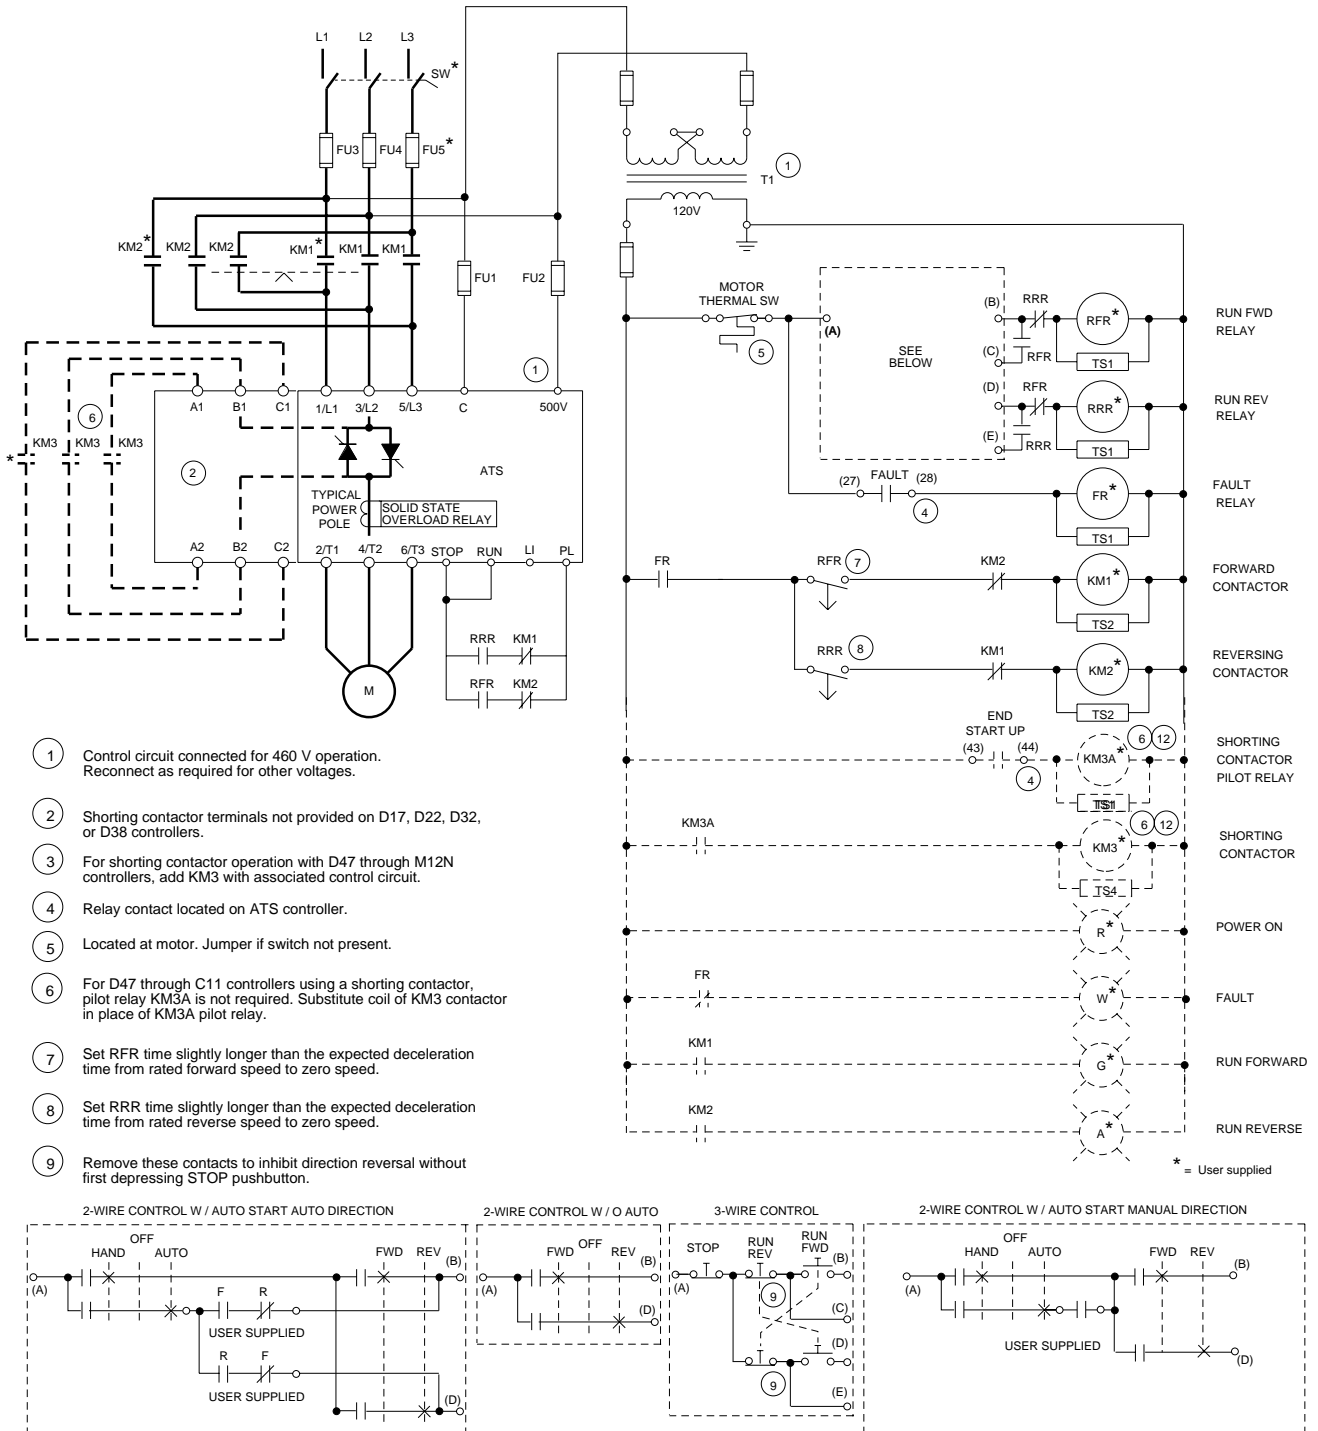 L1 L2 L3
SW*
FU3 FU4 FU5*
T1 1
120V
KM2* KM2 KM2 KM1* KM1 KM1
FU1 FU2
MOTOR
THERMAL SW
5
(A)
SEE
BELOW
(B) RRR RFR* RUN FWD
RELAY
(C) RFR TS1
(D) RFR RRR* RUN REV
RELAY
(E) RRR TS1
1
A1 B1 C1 1/L1 3/L2 5/L3 C 500V
6
KM3 KM3 KM3
*
2
ATS
TYPICAL
POWER
POLE
SOLID STATE
OVERLOAD RELAY
A2 B2 C2 2/T1 4/T2 6/T3 STOP RUN LI PL
(27) FAULT (28) FR* FAULT
RELAY
4
TS1
FR RFR 7 KM2 KM1* FORWARD
CONTACTOR
TS2
RRR KM1
RFR KM2
M
RRR 8 KM1 KM2* REVERSING
CONTACTOR
TS2
END
START UP
(43) (44) KM3A* 6 12 SHORTING
CONTACTOR
PILOT RELAY
4
TS1
KM3A KM3* 6 12 SHORTING
CONTACTOR
TS4
R* POWER ON
FR W* FAULT
KM1 G* RUN FORWARD
KM2 A* RUN REVERSE
* = User supplied
1 Control circuit connected for 460 V operation.
Reconnect as required for other voltages.
2 Shorting contactor terminals not provided on D17, D22, D32,
or D38 controllers.
3 For shorting contactor operation with D47 through M12N
controllers, add KM3 with associated control circuit.
4 Relay contact located on ATS controller.
5 Located at motor. Jumper if switch not present.
6 For D47 through C11 controllers using a shorting contactor,
pilot relay KM3A is not required. Substitute coil of KM3 contactor
in place of KM3A pilot relay.
7 Set RFR time slightly longer than the expected deceleration
time from rated forward speed to zero speed.
8 Set RRR time slightly longer than the expected deceleration
time from rated reverse speed to zero speed.
9 Remove these contacts to inhibit direction reversal without
first depressing STOP pushbutton.
2-WIRE CONTROL W / AUTO START AUTO DIRECTION
OFF
HAND AUTO FWD REV
(A) (B)
F R
USER SUPPLIED
R F
USER SUPPLIED
(D)
2-WIRE CONTROL W / O AUTO
FWD OFF REV
(A) (B)
(D)
3-WIRE CONTROL
STOP RUN
REV RUN
FWD
(A) (B)
9
(C)
(D)
9
(E)
2-WIRE CONTROL W / AUTO START MANUAL DIRECTION
OFF
HAND AUTO FWD REV
(A) (B)
USER SUPPLIED
(D)